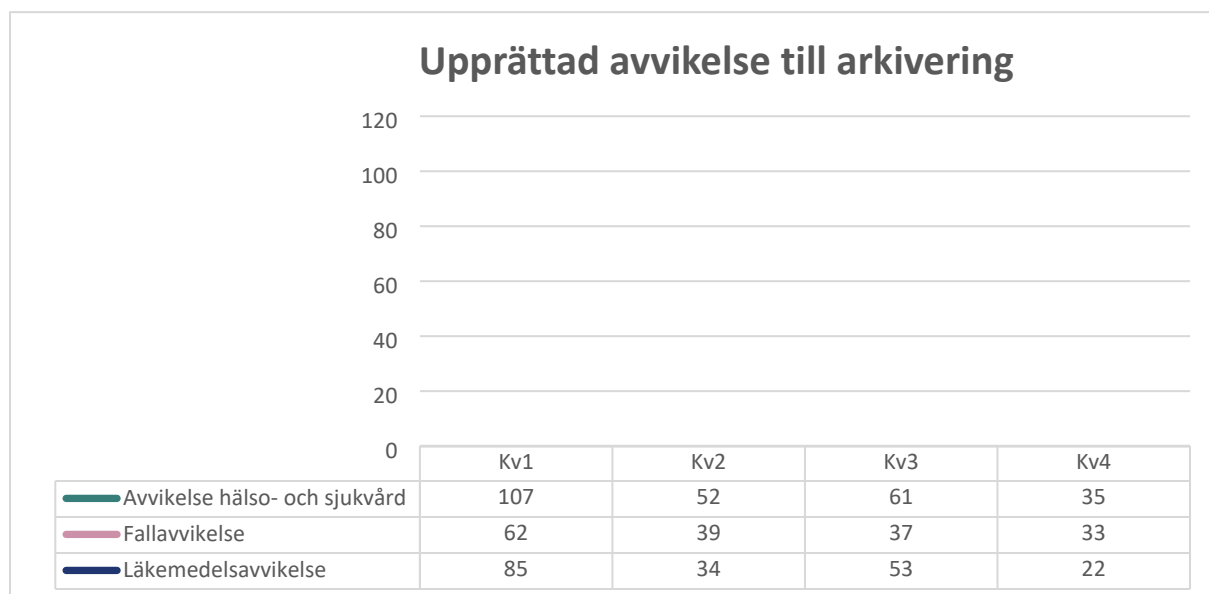 Upprättad avvikelse till arkivering
120
100
80
60
40
20
0
Kv1 Kv2 Kv3 Kv4
Avvikelse hälso- och sjukvård 107 52 61 35
Fallavvikelse 62 39 37 33
Läkemedelsavvikelse 85 34 53 22